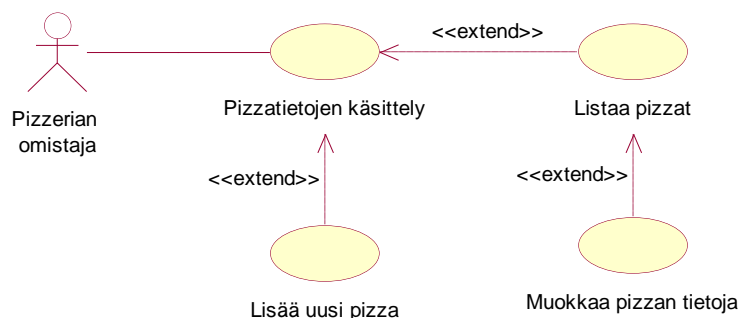 <<extend>>
Pizzerian
omistaja
Pizzatietojen käsittely
Listaa pizzat
<<extend>>
<<extend>>
Lisää uusi pizza
Muokkaa pizzan tietoja